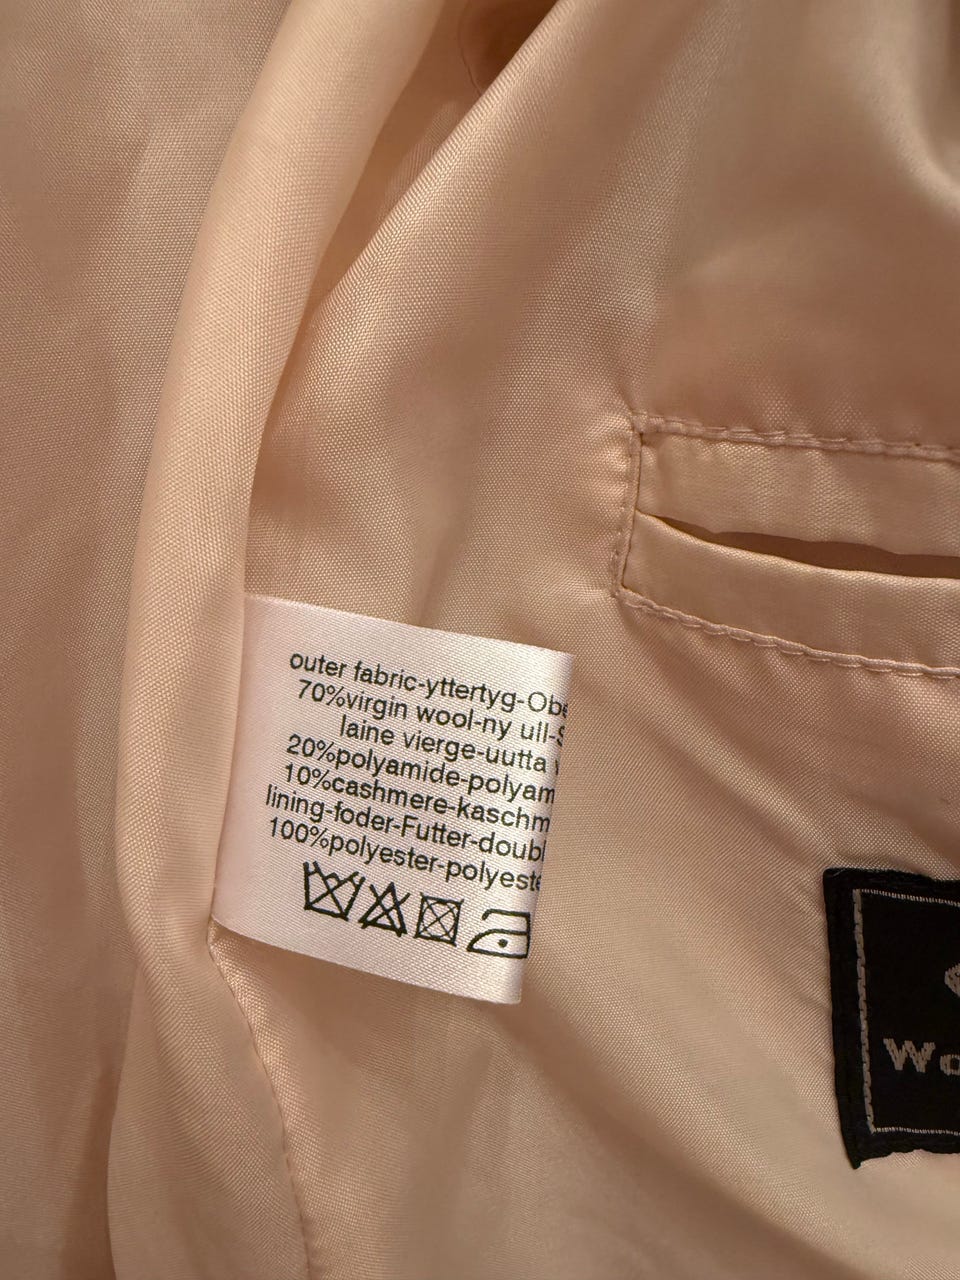 outer fabric-yttertyg-Obe
70%virgin wool-ny ull-S
laine vierge-uutta
20%polyamide-polyam
10%cashmere-kaschm
lining-foder-Futter-doubl
100%polyester-polyeste
Wo